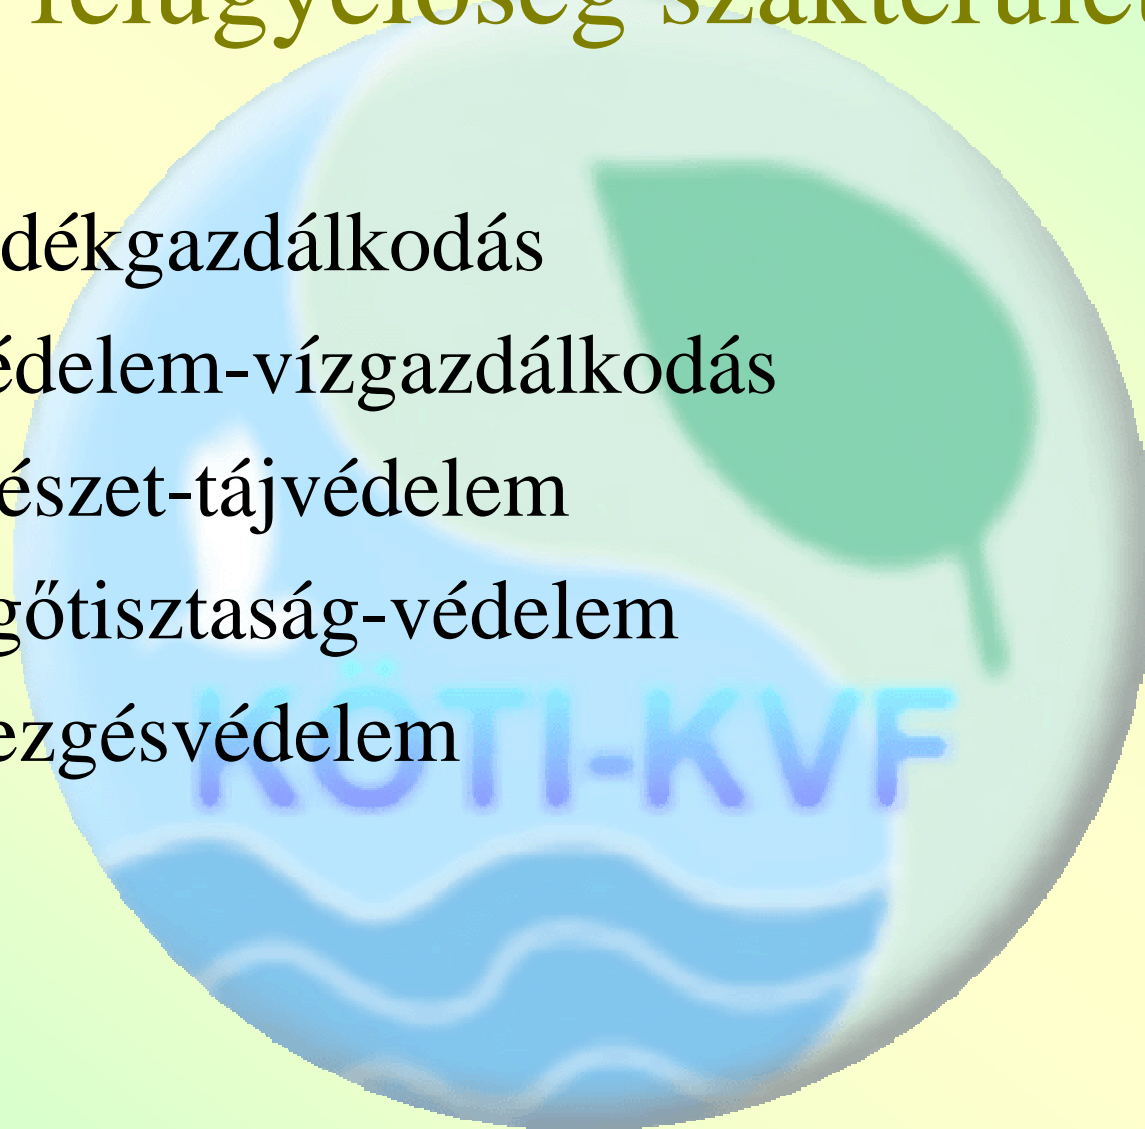 felügyelőség szakterület
dékgazdálkodás
édelem-vízgazdálkodás
észet-tájvédelem
gőtisztaság-védelem
ezgésvédelem
KÖTI-KVF